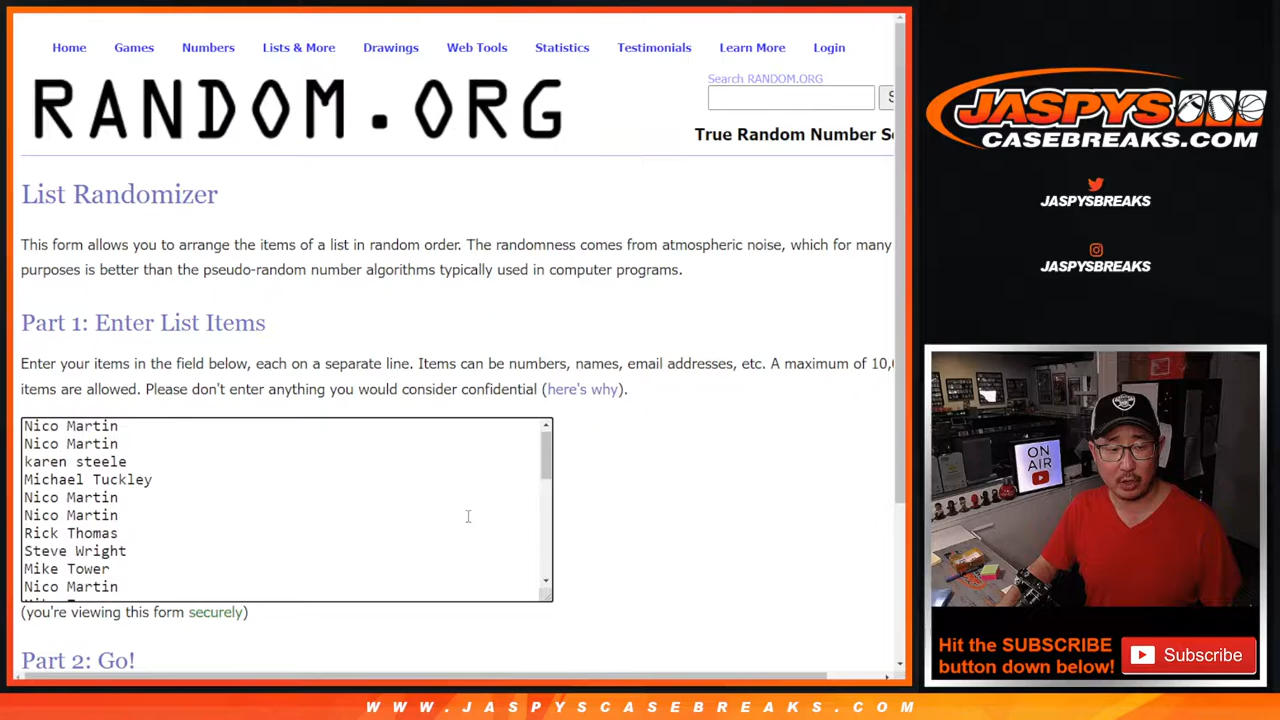 Home Games Numbers Lists & More Drawings Web Tools Statistics Testimonials Learn More Login
RANDOM.ORG
Search RANDOM.ORG
True Random Number
List Randomizer
This form allows you to arrange the items of a list in random order. The randomness comes from atmospheric noise, which for many
purposes is better than the pseudo-random number algorithms typically used in computer programs.
Part 1: Enter List Items
Enter your items in the field below, each on a separate line. Items can be numbers, names, email addresses, etc. A maximum of 10,
items are allowed. Please don't enter anything you would consider confidential (here's why).
Nico Martin
Nico Martin
karen steele
Michael Tuckley
Nico Martin
Nico Martin
Rick Thomas
Steve Wright
Mike Tower
Nico Martin
(you're viewing this form securely)
Part 2: Go!
JASPYS
CASEBREAKS.COM
JASPYSBREAKS
JASPYSBREAKS
ON
AIR
Hit the SUBSCRIBE
button down below!
Subscribe
WWW.JASPYSCASEBREAKS.COM